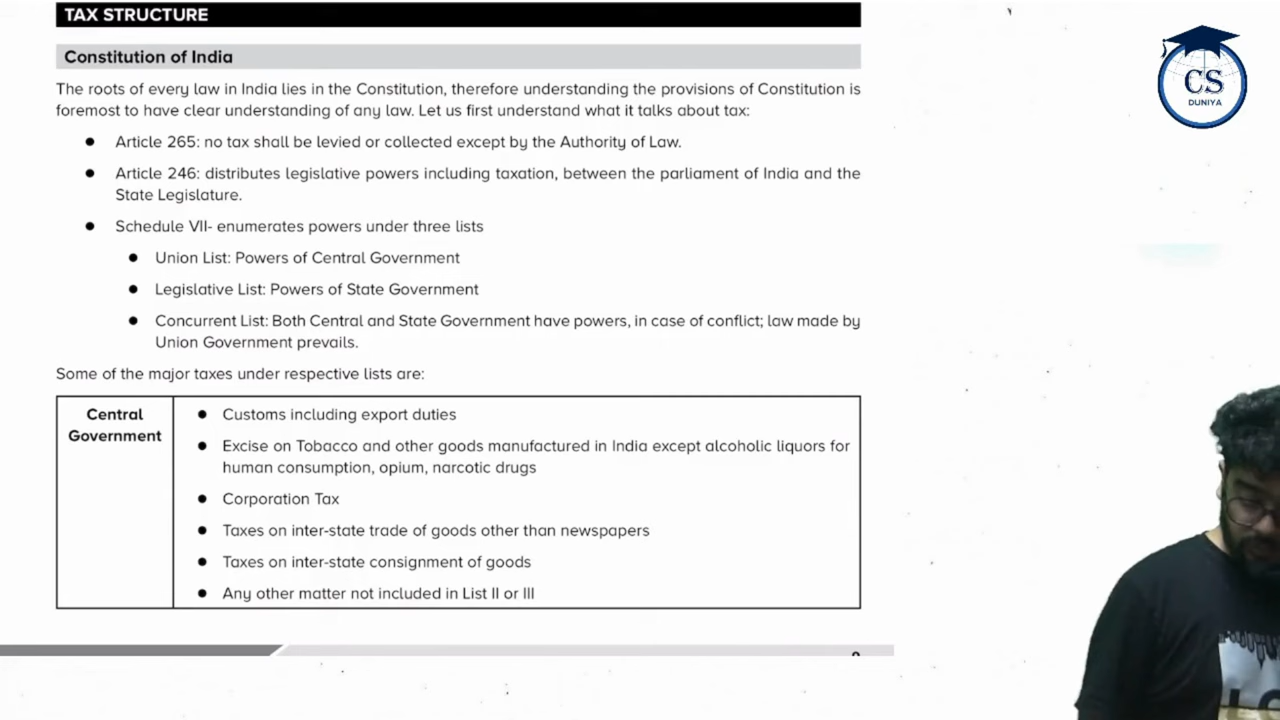 TAX STRUCTURE
Constitution of India
The roots of every law in India lies in the Constitution, therefore understanding the provisions of Constitution is
foremost to have clear understanding of any law. Let us first understand what it talks about tax:
● Article 265: no tax shall be levied or collected except by the Authority of Law.
● Article 246: distributes legislative powers including taxation, between the parliament of India and the
State Legislature.
● Schedule VII- enumerates powers under three lists
● Union List: Powers of Central Government
● Legislative List: Powers of State Government
● Concurrent List: Both Central and State Government have powers, in case of conflict; law made by
Union Government prevails.
Some of the major taxes under respective lists are:
Central
Government
● Customs including export duties
● Excise on Tobacco and other goods manufactured in India except alcoholic liquors for
human consumption, opium, narcotic drugs
● Corporation Tax
● Taxes on inter-state trade of goods other than newspapers
● Taxes on inter-state consignment of goods
● Any other matter not included in List II or III
CS
DUNIYA